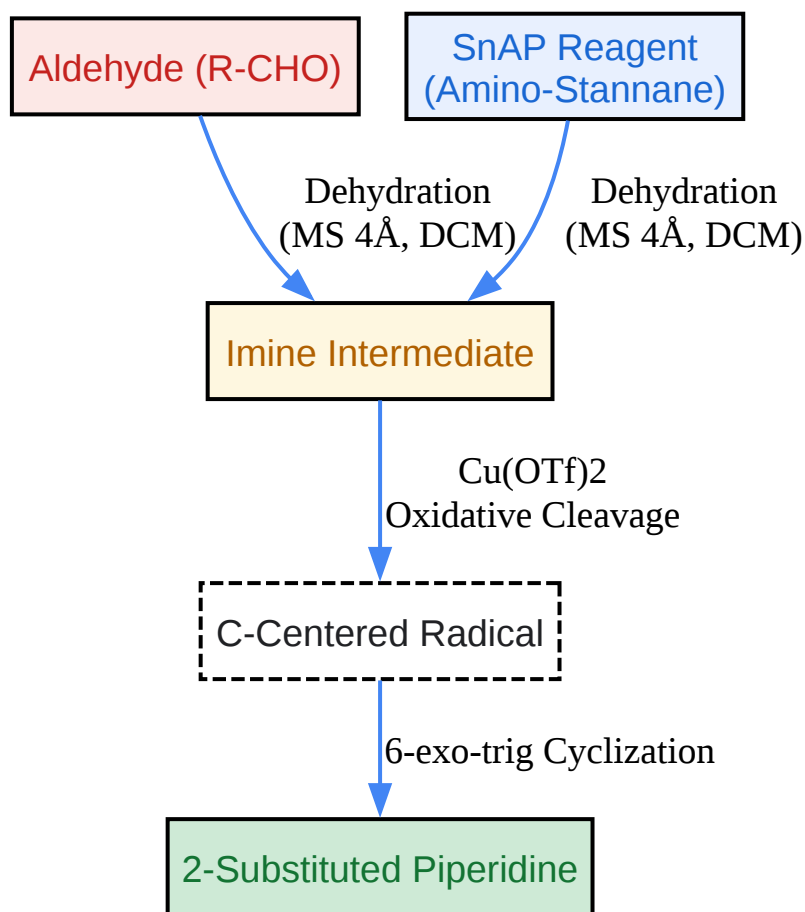 Aldehyde (R-CHO)
SnAP Reagent
(Amino-Stannane)
Dehydration
(MS 4Å, DCM)
Dehydration
(MS 4Å, DCM)
Imine Intermediate
Cu(OTf)2
Oxidative Cleavage
C-Centered Radical
6-exo-trig Cyclization
2-Substituted Piperidine